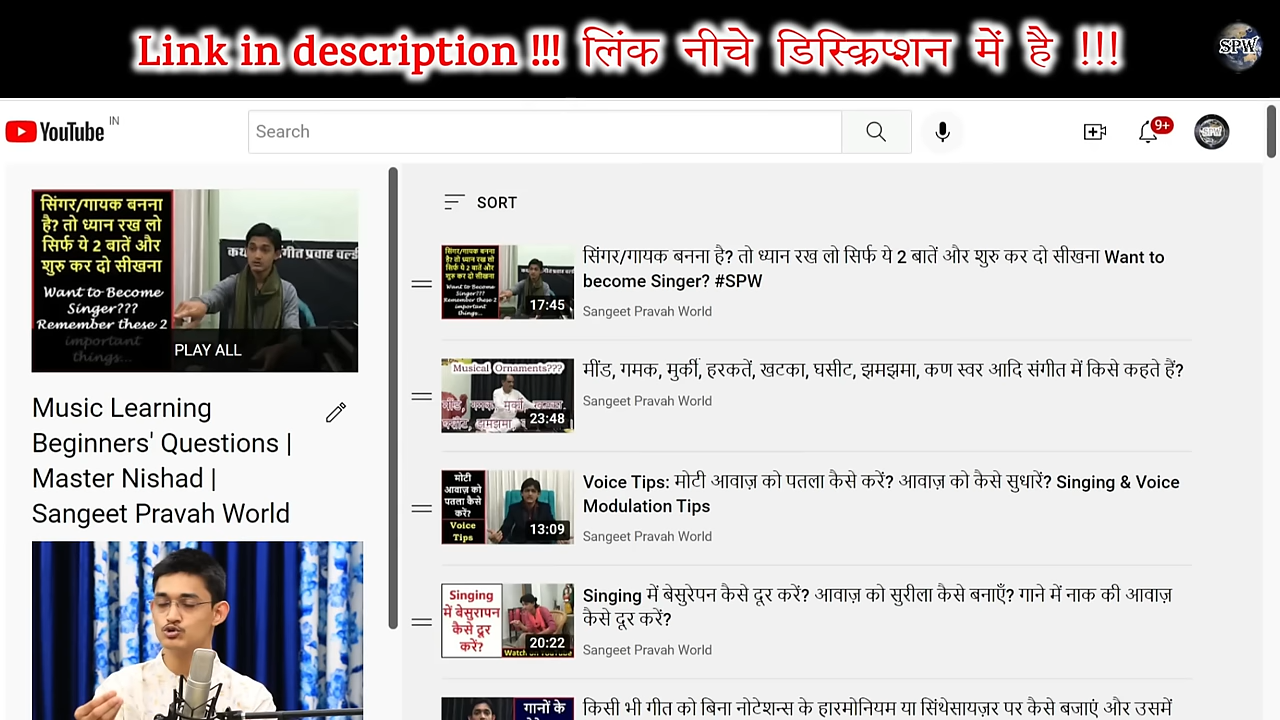 Link in description !!! लिंक नीचे डिस्क्रिप्शन में है !!!
SPW
YouTube IN
Search
9+
SPW
सिंगर/गायक बनना
है? तो ध्यान रख लो
सिर्फ ये 2 बातें और
शुरु कर दो सीखना
Want to Become
Singer???
Remember these 2
important
things...
PLAY ALL
Music Learning
Beginners' Questions |
Master Nishad |
Sangeet Pravah World
SORT
17:45
सिंगर/गायक बनना है? तो ध्यान रख लो सिर्फ ये 2 बातें और शुरु कर दो सीखना Want to
become Singer? #SPW
Sangeet Pravah World
Musical Ornaments???
23:48
मींड, गमक, मुर्की, हरकतें, खटका, घसीट, झमझमा, कण स्वर आदि संगीत में किसे कहते हैं?
Sangeet Pravah World
मोटी
आवाज़ को
पतला कैसे
करें?
Voice
Tips
13:09
Voice Tips: मोटी आवाज़ को पतला कैसे करें? आवाज़ को कैसे सुधारें? Singing & Voice
Modulation Tips
Sangeet Pravah World
Singing
में बेसुरापन
कैसे दूर
करें?
20:22
Watch on YouTube
Singing में बेसुरेपन कैसे दूर करें? आवाज़ को सुरीला कैसे बनाएँ? गाने में नाक की आवाज़
कैसे दूर करें?
Sangeet Pravah World
गानों के
किसी भी गीत को बिना नोटेशन्स के हारमोनियम या सिंथेसायज़र पर कैसे बजाएं और उसमें